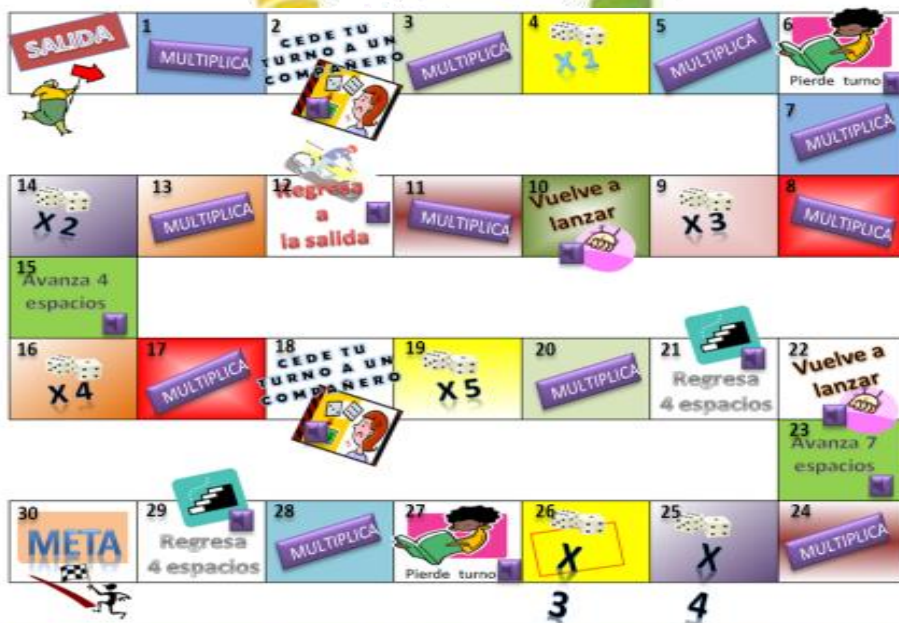 SALIDA
1
MULTIPLICA
2
CEDE TU
TURNO A UN
COMPAÑERO
3
MULTIPLICA
4
X 1
5
MULTIPLICA
6
Pierde turno
7
MULTIPLICA
8
MULTIPLICA
9
X 3
10
Vuelve a
lanzar
11
MULTIPLICA
12
Regresa
a
la salida
13
MULTIPLICA
14
X 2
15
Avanza 4
espacios
16
X 4
17
MULTIPLICA
18
CEDE TU
TURNO A UN
COMPAÑERO
19
X 5
20
MULTIPLICA
21
Regresa
4 espacios
22
Vuelve a
lanzar
23
Avanza 7
espacios
24
MULTIPLICA
25
X
4
26
X
3
27
Pierde turno
28
MULTIPLICA
29
Regresa
4 espacios
30
META